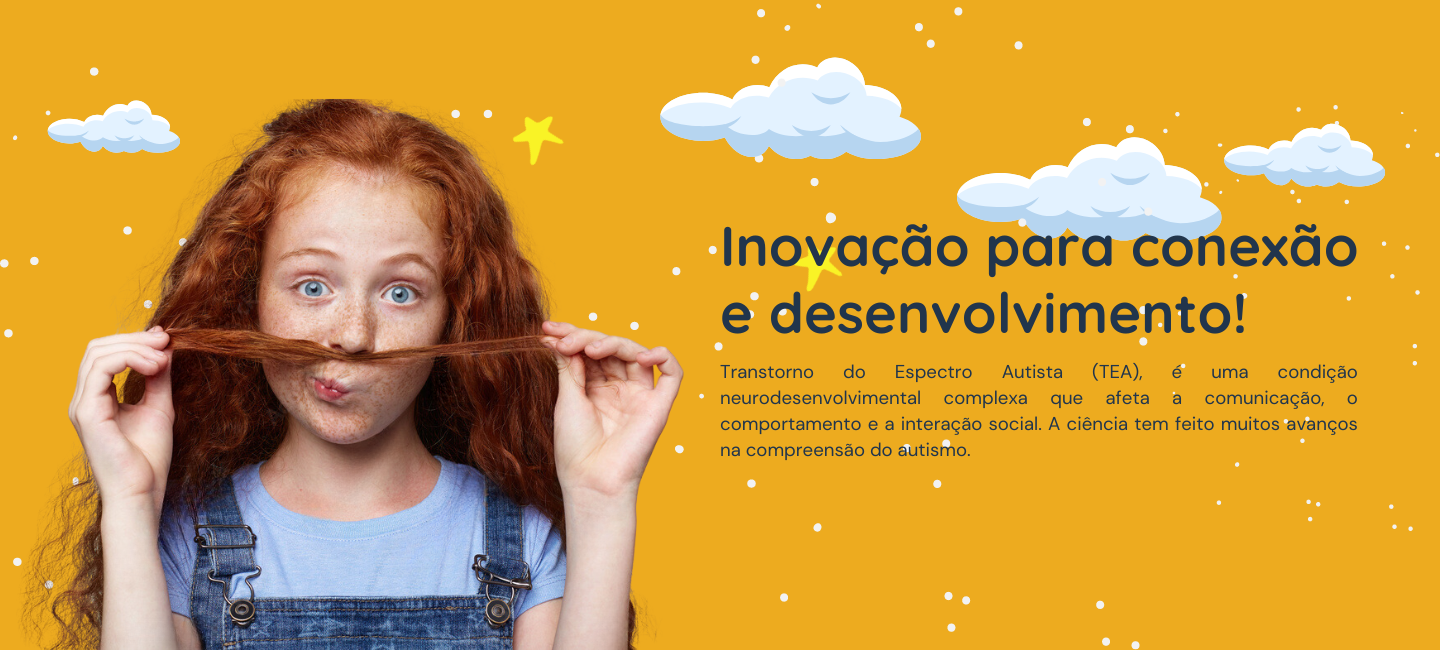 Inovação para conexão
e desenvolvimento!
Transtorno do Espectro Autista (TEA), é uma condição
neurodesenvolvimental complexa que afeta a comunicação, o
comportamento e a interação social. A ciência tem feito muitos avanços
na compreensão do autismo.